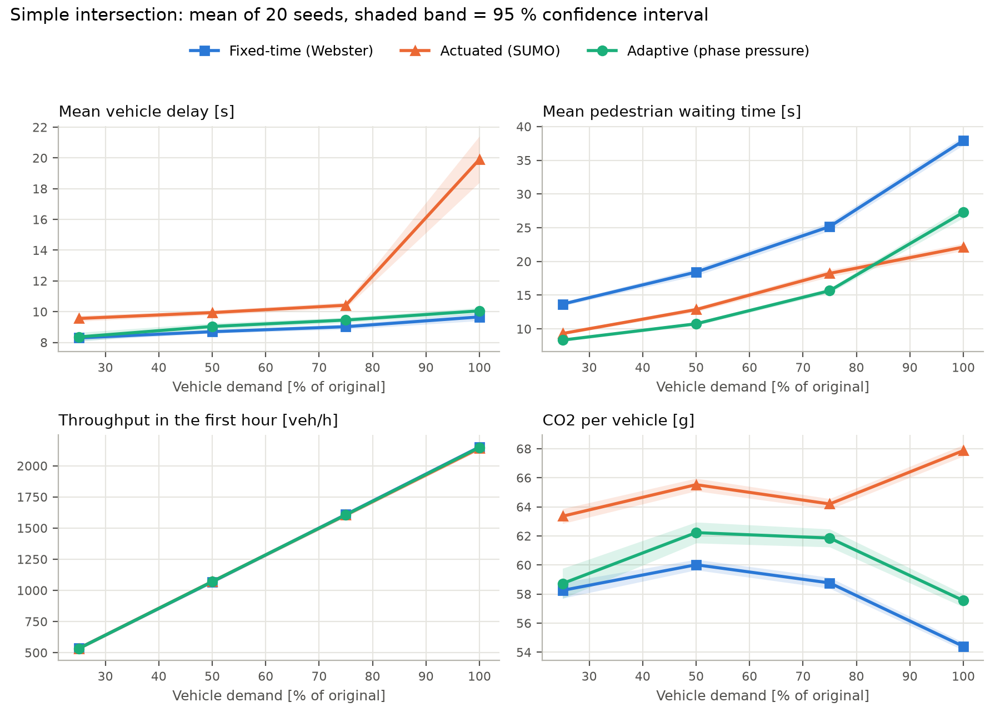 Simple intersection: mean of 20 seeds, shaded band = 95 % confidence interval
Fixed-time (Webster)
Actuated (SUMO)
Adaptive (phase pressure)
Mean vehicle delay [s]
22
20
18
16
14
12
10
8
30 40 50 60 70 80 90 100
Vehicle demand [% of original]
Mean pedestrian waiting time [s]
40
35
30
25
20
15
10
30 40 50 60 70 80 90 100
Vehicle demand [% of original]
Throughput in the first hour [veh/h]
2000
1750
1500
1250
1000
750
500
30 40 50 60 70 80 90 100
Vehicle demand [% of original]
CO2 per vehicle [g]
68
66
64
62
60
58
56
54
30 40 50 60 70 80 90 100
Vehicle demand [% of original]